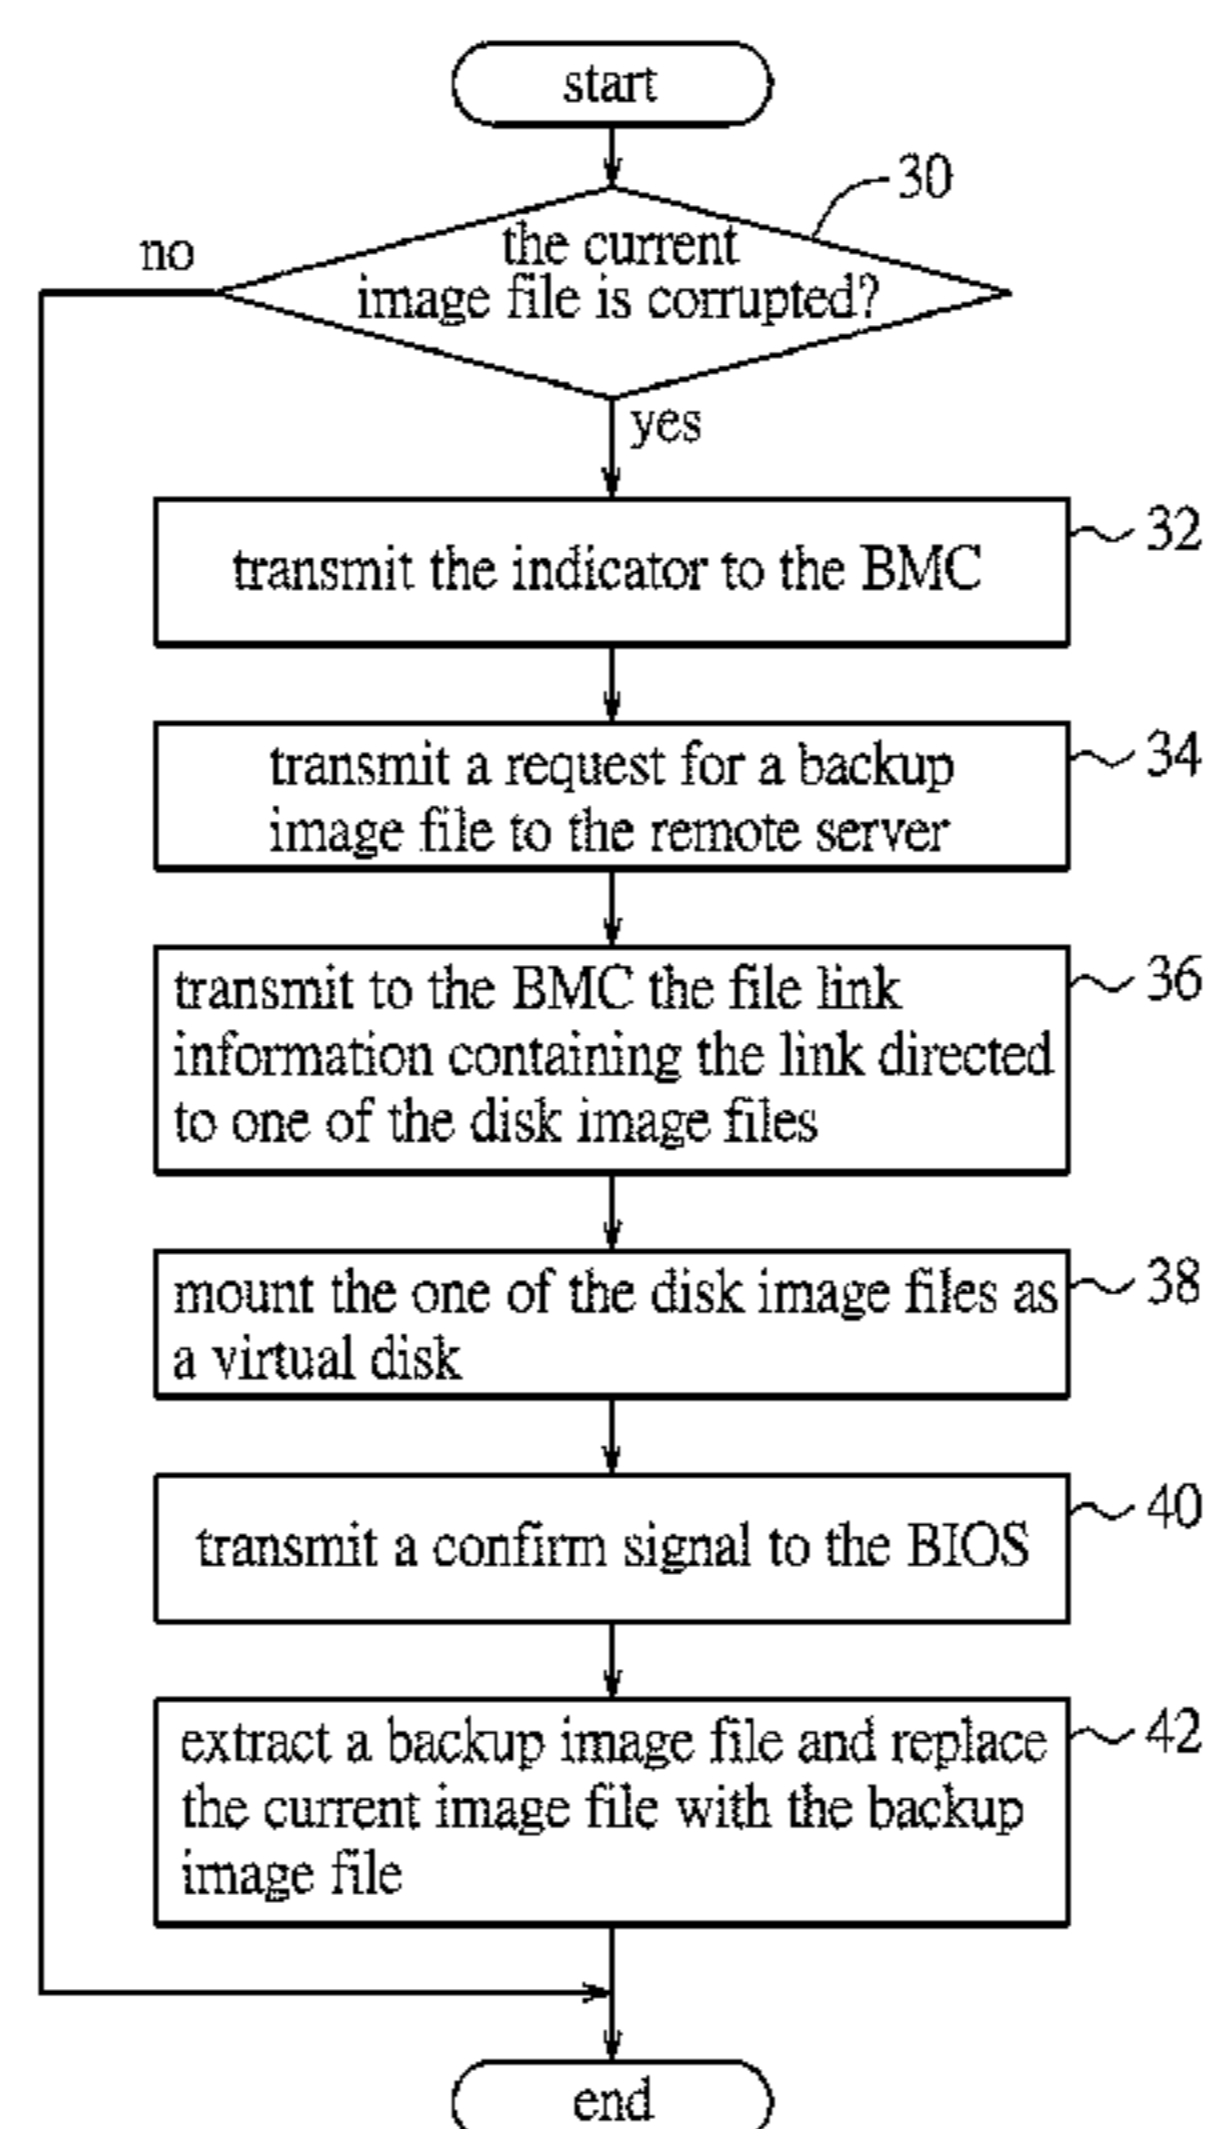 start
30
no
the current
image file is corrupted?
yes
32
transmit the indicator to the BMC
34
transmit a request for a backup
image file to the remote server
36
transmit to the BMC the file link
information containing the link directed
to one of the disk image files
38
mount the one of the disk image files as
a virtual disk
40
transmit a confirm signal to the BIOS
42
extract a backup image file and replace
the current image file with the backup
image file
end